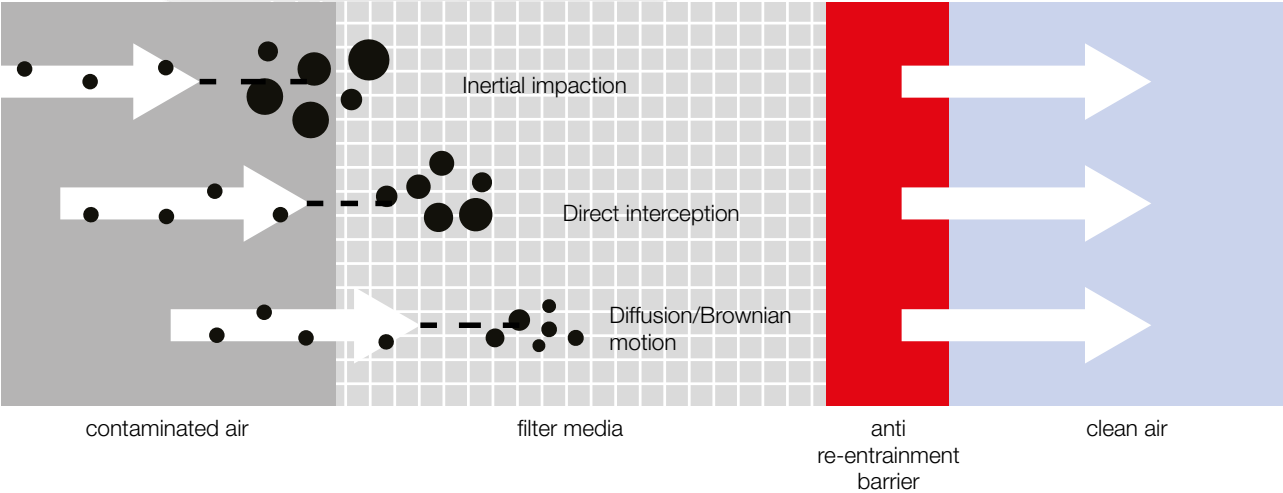 Inertial impaction
Direct interception
Diffusion/Brownian
motion
contaminated air
filter media
anti
re-entrainment
barrier
clean air